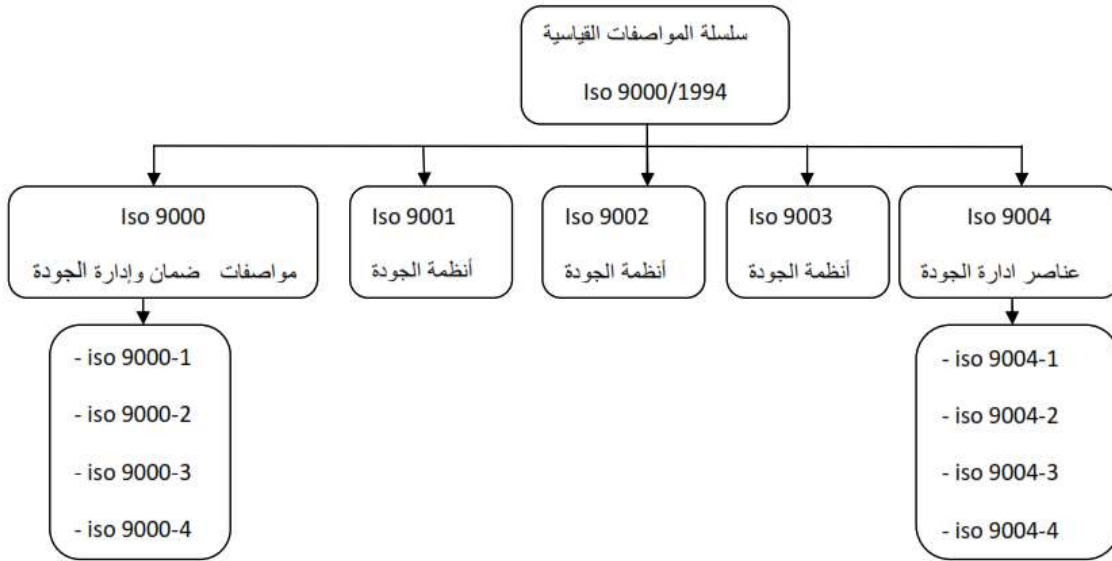 سلسلة المواصفات القياسية
Iso 9000/1994
Iso 9000
مواصفات ضمان وإدارة الجودة
Iso 9001
أنظمة الجودة
Iso 9002
أنظمة الجودة
Iso 9003
أنظمة الجودة
Iso 9004
عناصر ادارة الجودة
- iso 9000-1
- iso 9000-2
- iso 9000-3
- iso 9000-4
- iso 9004-1
- iso 9004-2
- iso 9004-3
- iso 9004-4